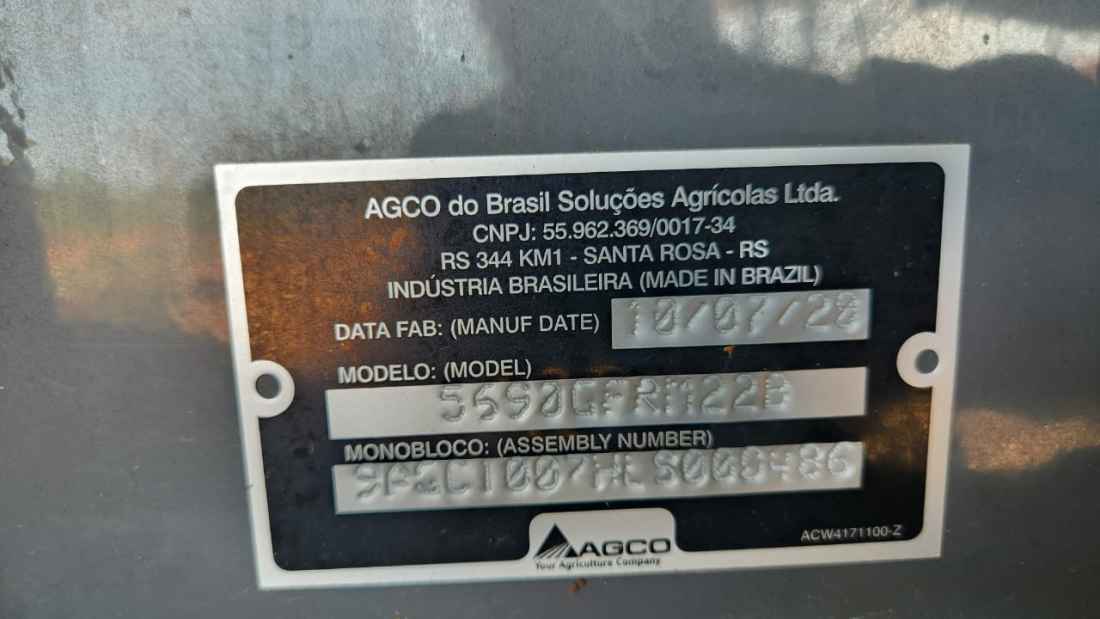 AGCO do Brasil Soluções Agrícolas Ltda.
CNPJ: 55.962.369/0017-34
RS 344 KM1 - SANTA ROSA - RS
INDÚSTRIA BRASILEIRA (MADE IN BRAZIL)
DATA FAB: (MANUF DATE) 10/07/20
MODELO: (MODEL)
MONOBLOCO: (ASSEMBLY NUMBER)
AGCO
Your Agriculture Company
ACW4171100-Z